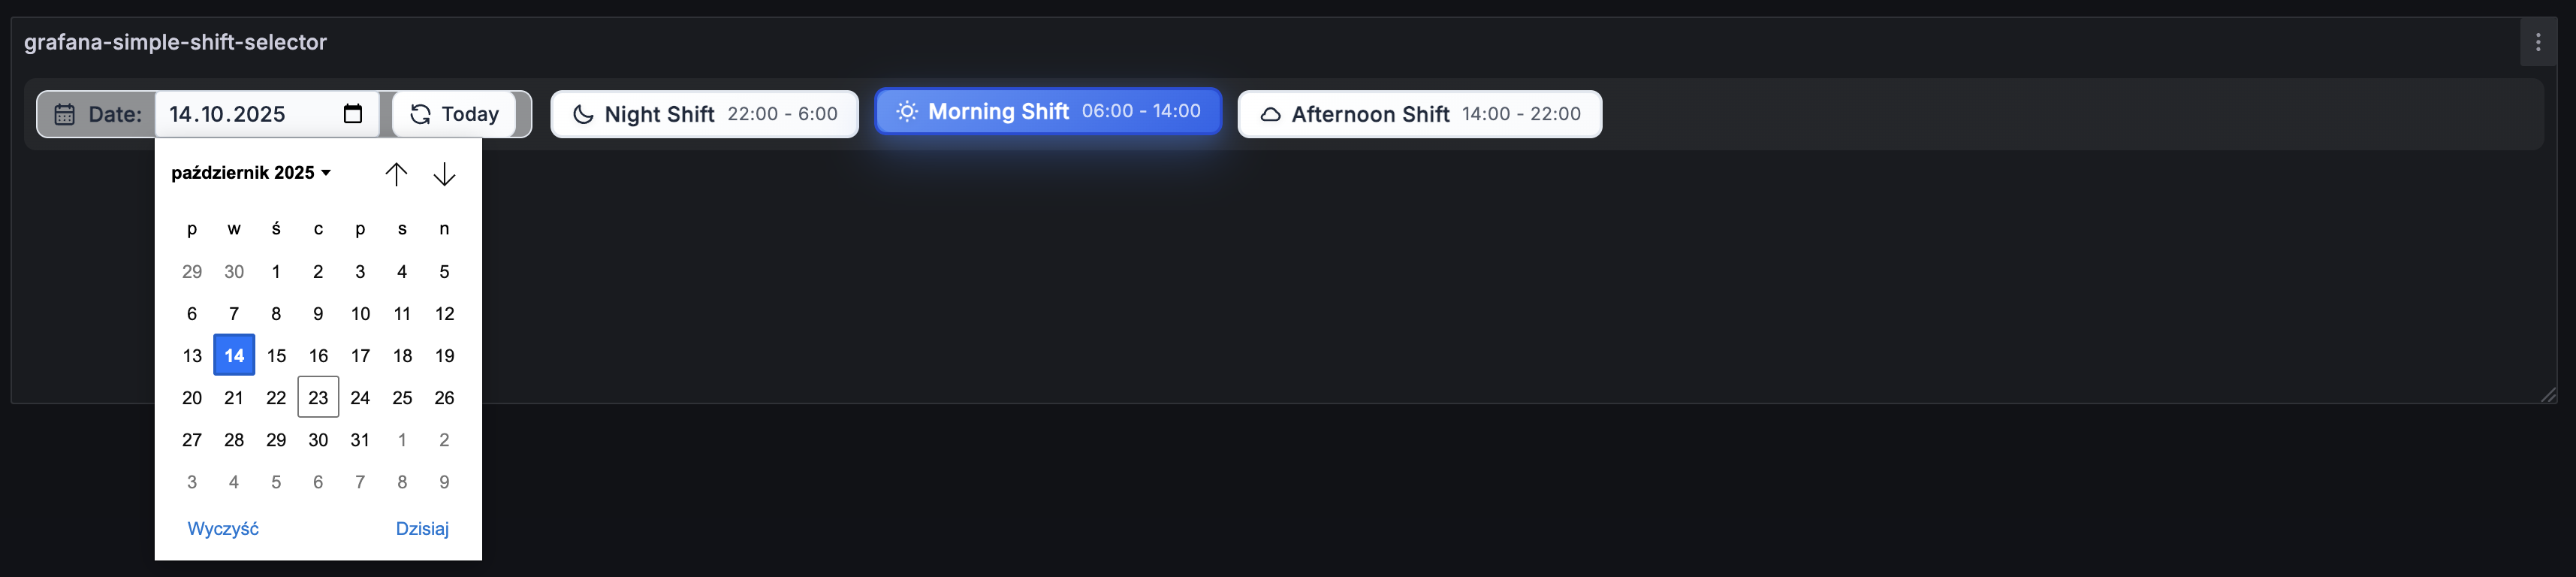 grafana-simple-shift-selector
Date: 14.10.2025 Today Night Shift 22:00 - 6:00 Morning Shift 06:00 - 14:00 Afternoon Shift 14:00 - 22:00
październik 2025
p w ś c p s n
29 30 1 2 3 4 5
6 7 8 9 10 11 12
13 14 15 16 17 18 19
20 21 22 23 24 25 26
27 28 29 30 31 1 2
3 4 5 6 7 8 9
Wyczyść Dzisiaj